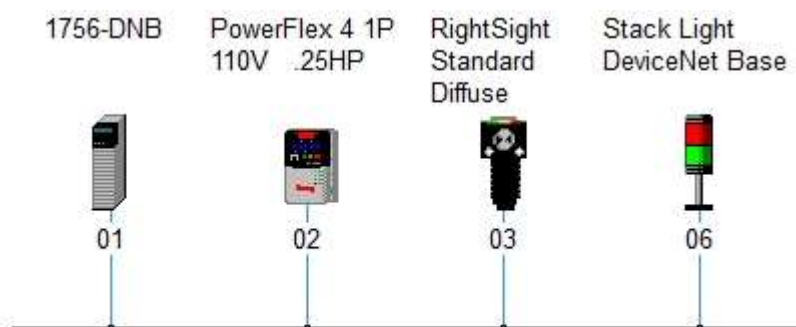 1756-DNB
PowerFlex 4 1P
110V .25HP
RightSight
Standard
Diffuse
Stack Light
DeviceNet Base
01
02
03
06